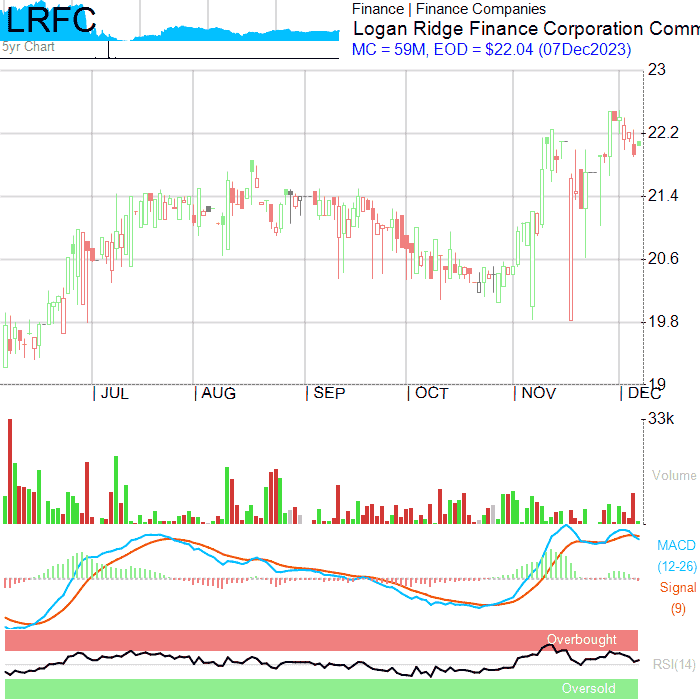 LRFC
5yr Chart
Finance | Finance Companies
Logan Ridge Finance Corporation Comm
MC = 59M, EOD = $22.04 (07Dec2023)
23
22.2
21.4
20.6
19.8
19
JUL AUG SEP OCT NOV DEC
33k
Volume
MACD
(12-26)
Signal
(9)
Overbought
RSI(14)
Oversold